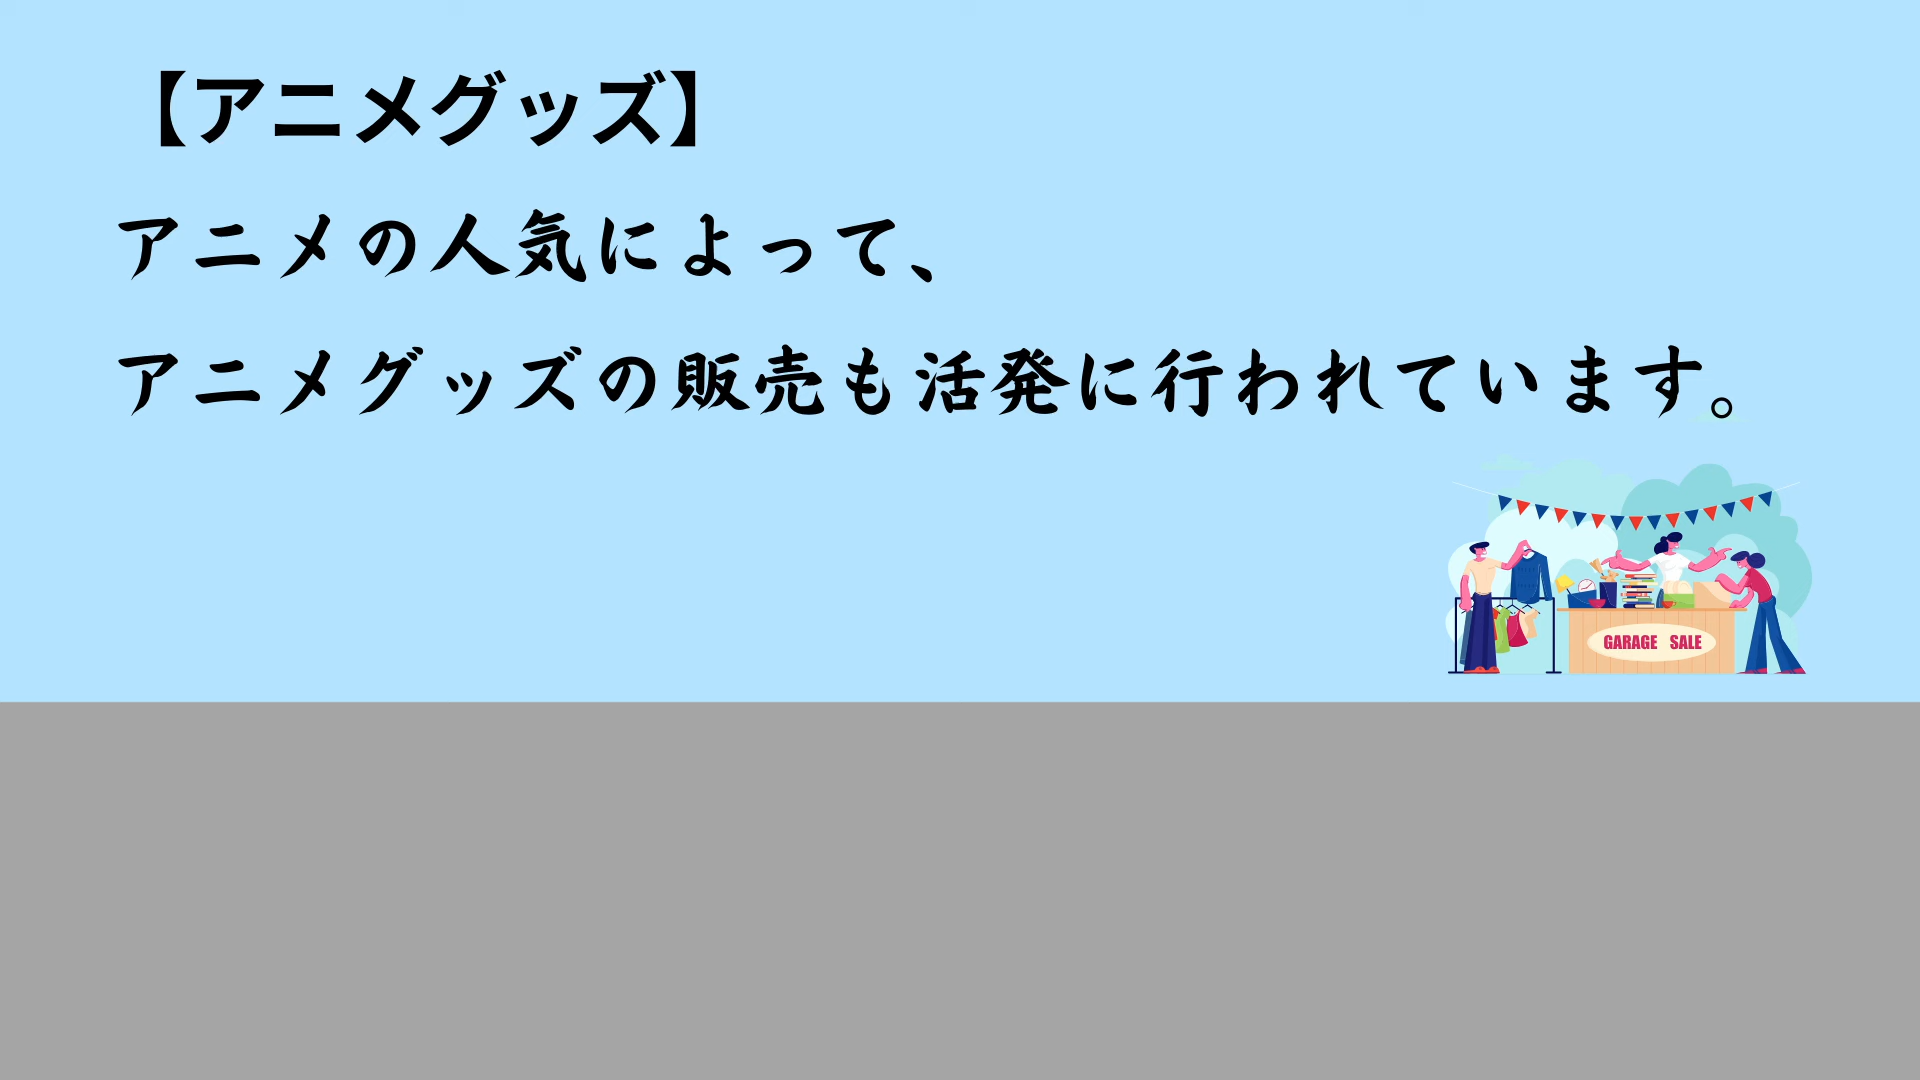 【アニメグッズ】
アニメの人気によって、
アニメグッズの販売も活発に行われています。
GARAGE SALE